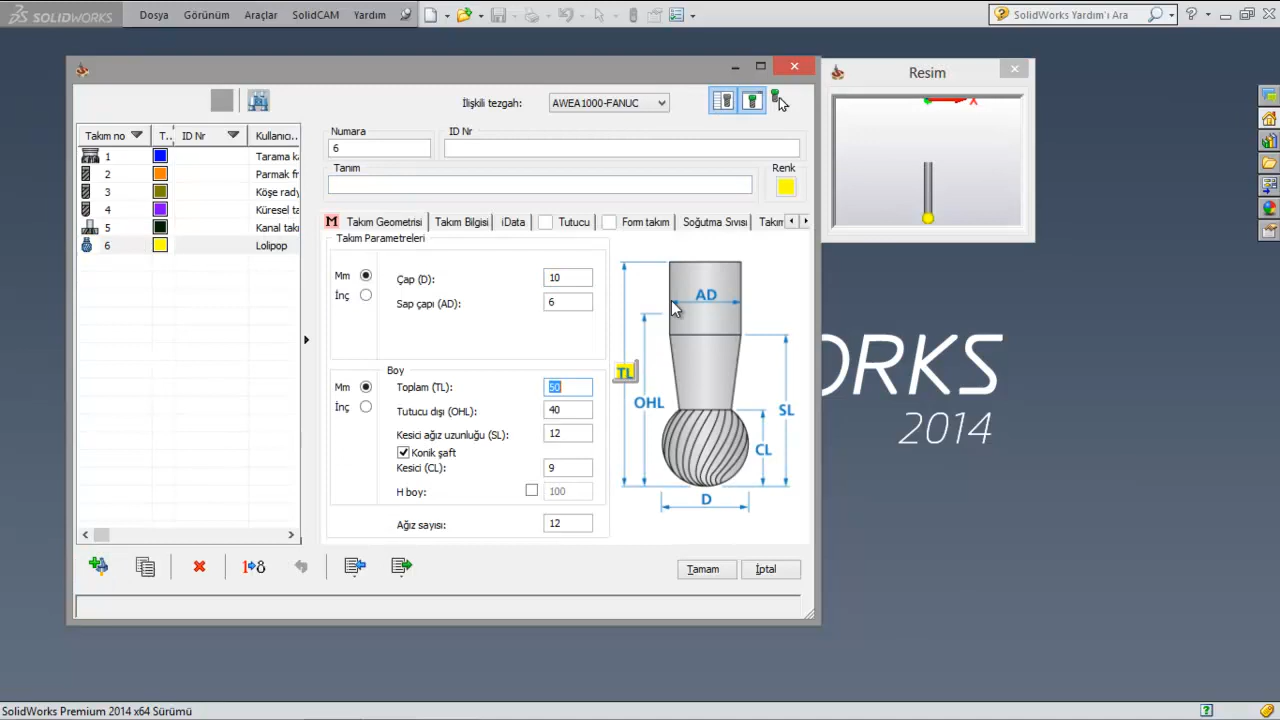 SOLIDWORKS Dosya Görünüm Araçlar SolidCAM Yardım SolidWorks Yardım'ı Ara
İlişkili tezgah: AWEA1000-FANUC
Resim
X
Takım no T.. ID Nr Kullanıcı..
1 Tarama ka
2 Parmak fr
3 Köşe rady
4 Küresel ta
5 Kanal takı
6 Lolipop
Numara ID Nr
6
Tanım Renk
Takım Geometrisi Takım Bilgisi iData Tutucu Form takım Soğutma Sıvısı Takım
Takım Parametreleri
Mm Çap (D): 10
İnç Sap çapı (AD): 6
Boy
Mm Toplam (TL): 50
İnç Tutucu dışı (OHL): 40
Kesici ağız uzunluğu (SL): 12
Konik şaft
Kesici (CL): 9
H boy: 100
Ağız sayısı: 12
AD
TL
OHL
SL
CL
D
Tamam İptal
ORKS
2014
SolidWorks Premium 2014 x64 Sürümü